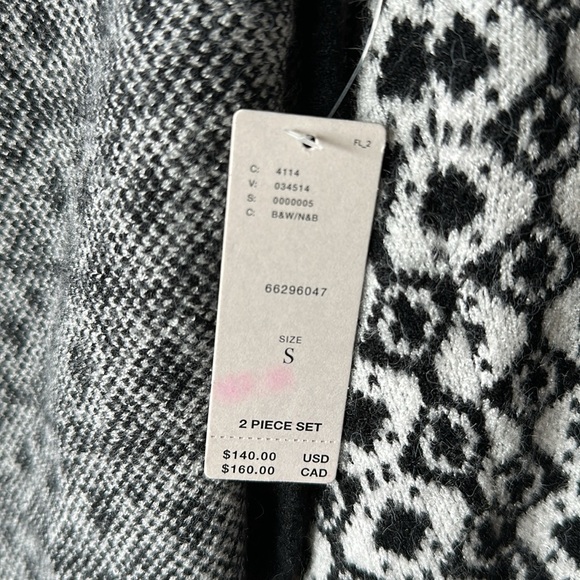 FL_2
C: 4114
V: 034514
S: 0000005
C: B&W/N&B
66296047
SIZE
S
2 PIECE SET
$140.00 USD
$160.00 CAD